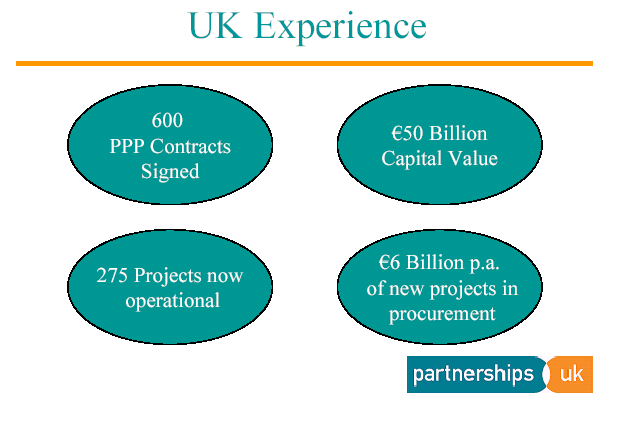 UK Experience
600
PPP Contracts
Signed
€50 Billion
Capital Value
275 Projects now
operational
€6 Billion p.a.
of new projects in
procurement
partnerships uk